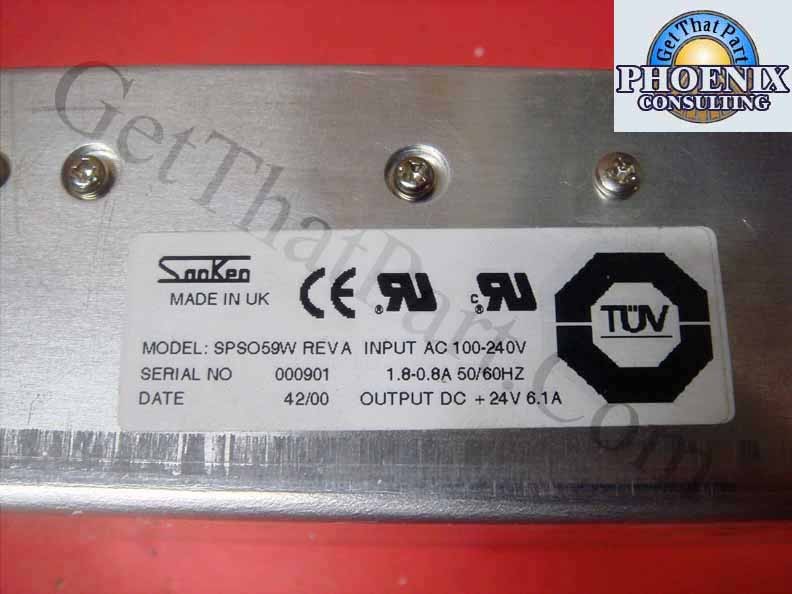 Get That Part
PHOENIX
CONSULTING
GetThatPart.Com
SanKen
MADE IN UK
CE
c
TÜV
MODEL: SPSO59W REV A INPUT AC 100-240V
SERIAL NO 000901 1.8-0.8A 50/60HZ
DATE 42/00 OUTPUT DC +24V 6.1A